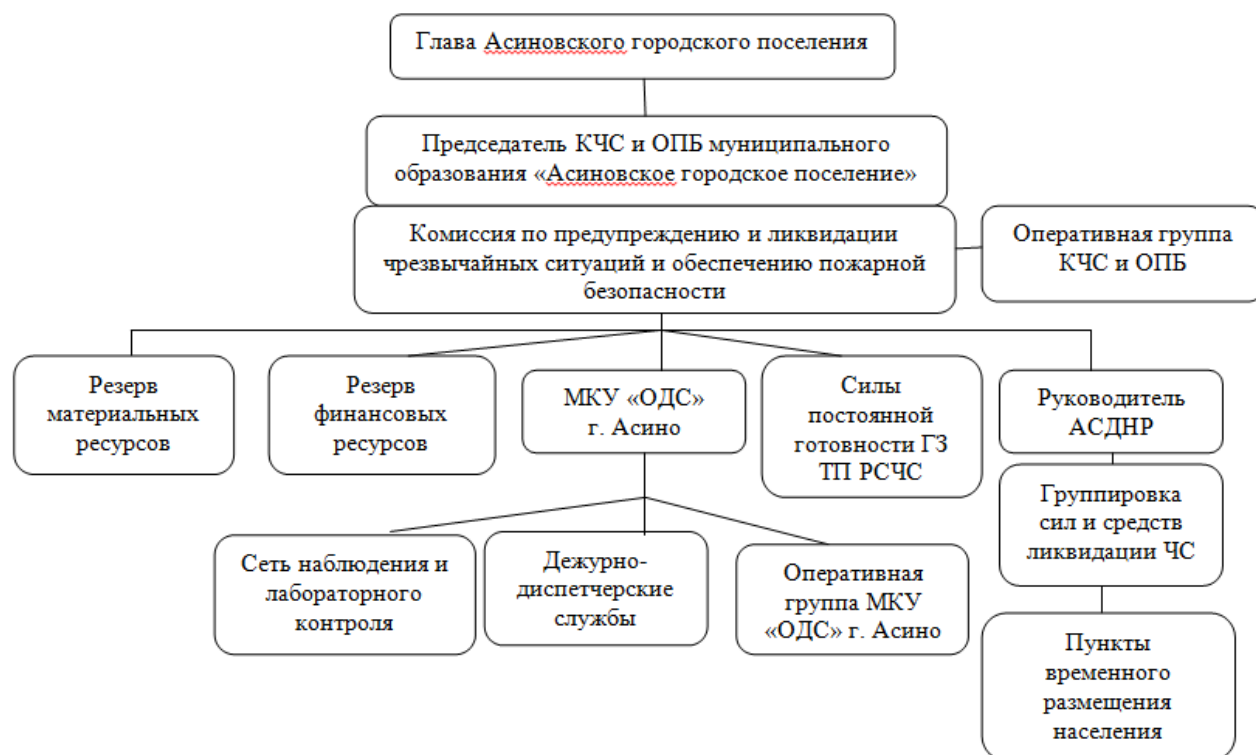 Глава Асиновского городского поселения
Председатель КЧС и ОПБ муниципального
образования «Асиновское городское поселение»
Комиссия по предупреждению и ликвидации
чрезвычайных ситуаций и обеспечению пожарной
безопасности
Оперативная группа
КЧС и ОПБ
Резерв
материальных
ресурсов
Резерв
финансовых
ресурсов
МКУ «ОДС»
г. Асино
Силы
постоянной
готовности ГЗ
ТП РСЧС
Руководитель
АСДНР
Группировка
сил и средств
ликвидации ЧС
Сеть наблюдения и
лабораторного
контроля
Дежурно-
диспетчерские
службы
Оперативная
группа МКУ
«ОДС» г. Асино
Пункты
временного
размещения
населения